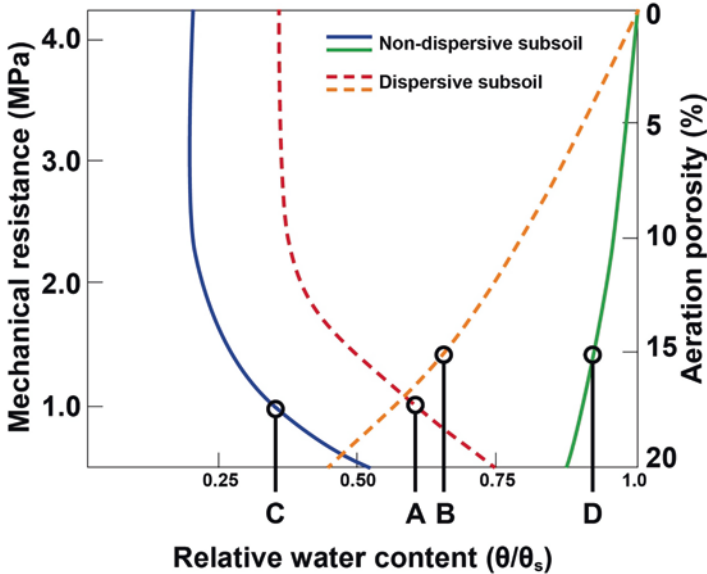 4.0
3.0
2.0
1.0
Mechanical resistance (MPa)
Non-dispersive subsoil
Dispersive subsoil
0
5
10
15
20
Aeration porosity (%)
0.25
0.50
0.75
1.0
C
A
B
D
Relative water content (θ/θs)